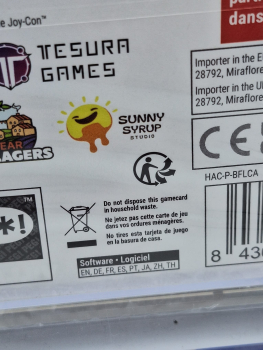 e Joy-Con™
TESURA
GAMES
dans
Importer in the E
28792, Miraflore
Importer in the U
28792, Miraflore
SUNNY
SYRUP
STUDIO
EAR
AGERS
CE
HAC-P-BFLCA
*!
TM
Do not dispose this gamecard
in household waste.
Ne jetez pas cette carte de jeu
dans vos ordures ménagères.
No tires esta tarjeta de juego
en la basura de casa.
Software • Logiciel
EN, DE, FR, ES, PT, JA, ZH, TH
8 436